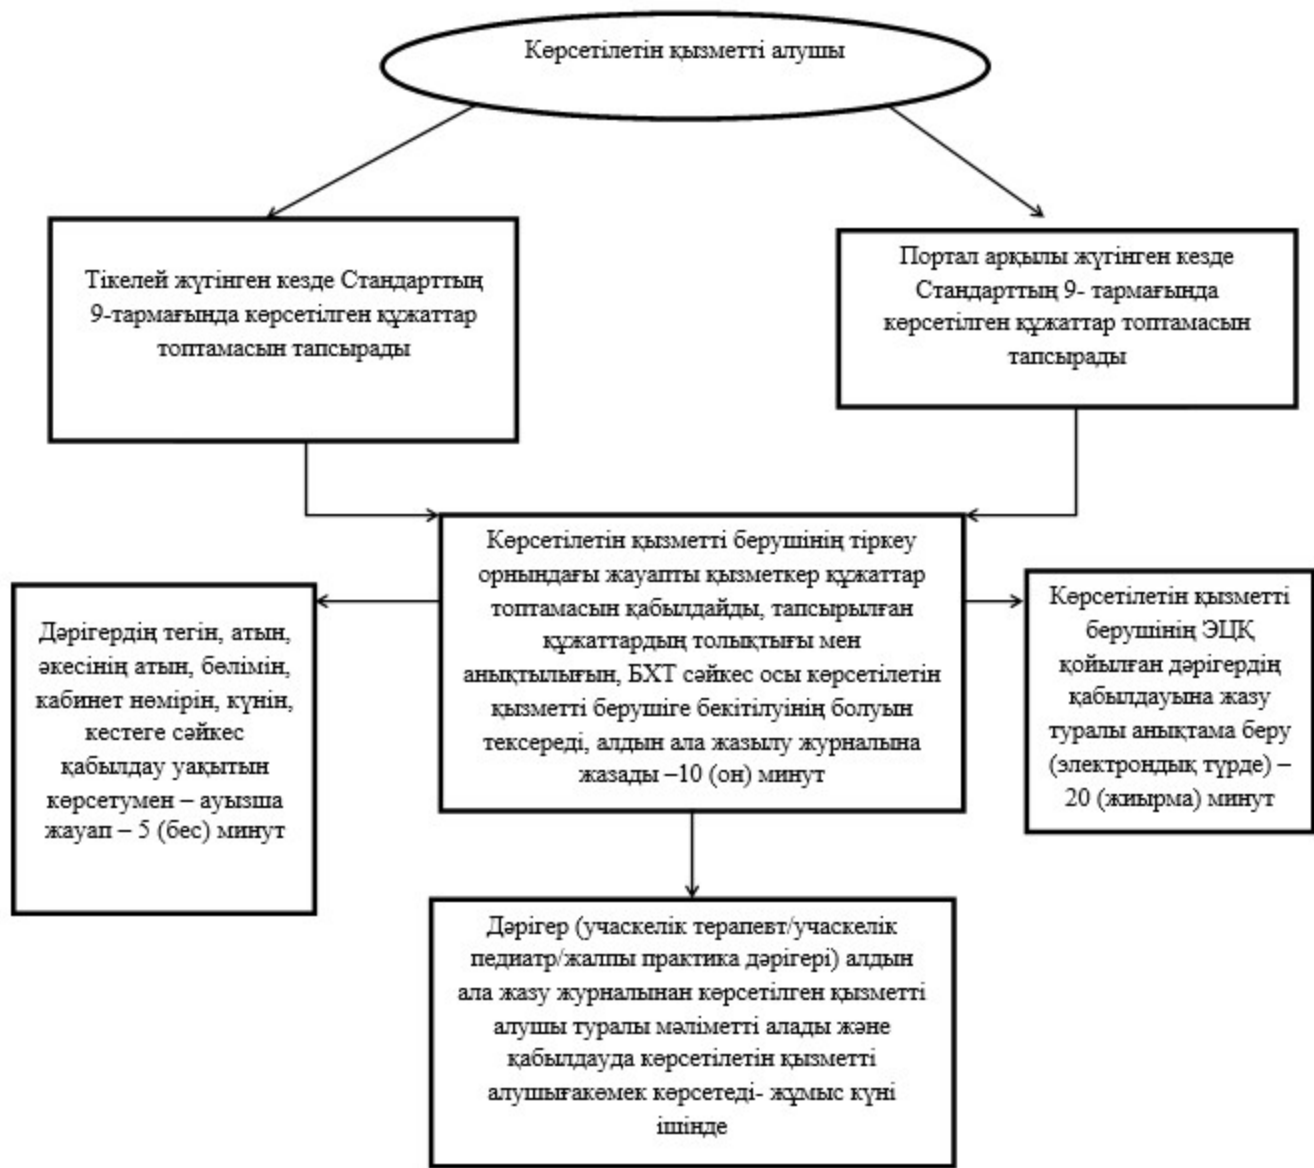 Көрсетілетін қызметті алушы
Тікелей жүгінген кезде Стандарттың
9-тармағында көрсетілген құжаттар
топтамасын тапсырады
Портал арқылы жүгінген кезде
Стандарттың 9- тармағында
көрсетілген құжаттар топтамасын
тапсырады
Көрсетілетін қызметті берушінің тіркеу
орнындағы жауапты қызметкер құжаттар
топтамасын қабылдайды, тапсырылған
құжаттардың толықтығы мен
анықтылығын, БХТ сәйкес осы көрсетілетін
қызметті берушіге бекітілуінің болуын
тексереді, алдын ала жазылу журналына
жазады –10 (он) минут
Дәрігердің тегін, атын,
әкесінің атын, бөлімін,
кабинет нөмірін, күнін,
кестеге сәйкес
қабылдау уақытын
көрсетумен – ауызша
жауап – 5 (бес) минут
Көрсетілетін қызметті
берушінің ЭЦҚ
қойылған дәрігердің
қабылдауына жазу
туралы анықтама беру
(электрондық түрде) –
20 (жиырма) минут
Дәрігер (учаскелік терапевт/учаскелік
педиатр/жалпы практика дәрігері) алдын
ала жазу журналынан көрсетілген қызметті
алушы туралы мәліметті алады және
қабылдауда көрсетілетін қызметті
алушығакөмек көрсетеді- жұмыс күні
ішінде